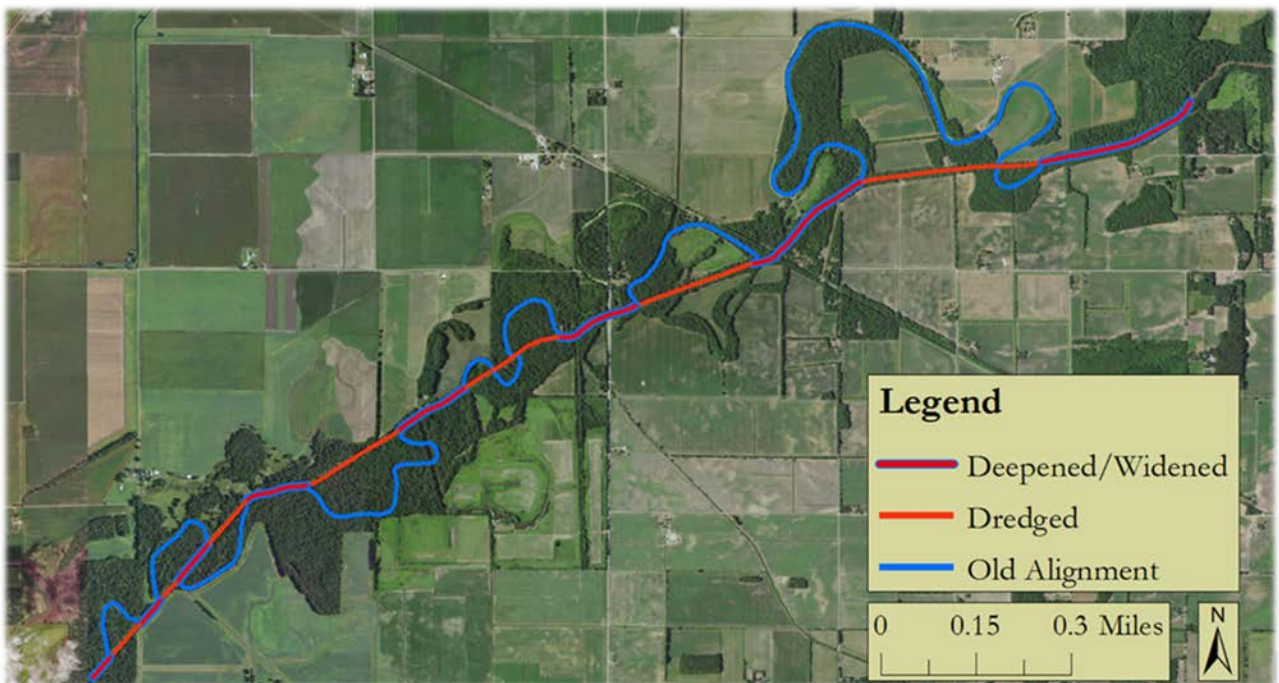 Legend
Deepened/Widened
Dredged
Old Alignment
0 0.15 0.3 Miles
N